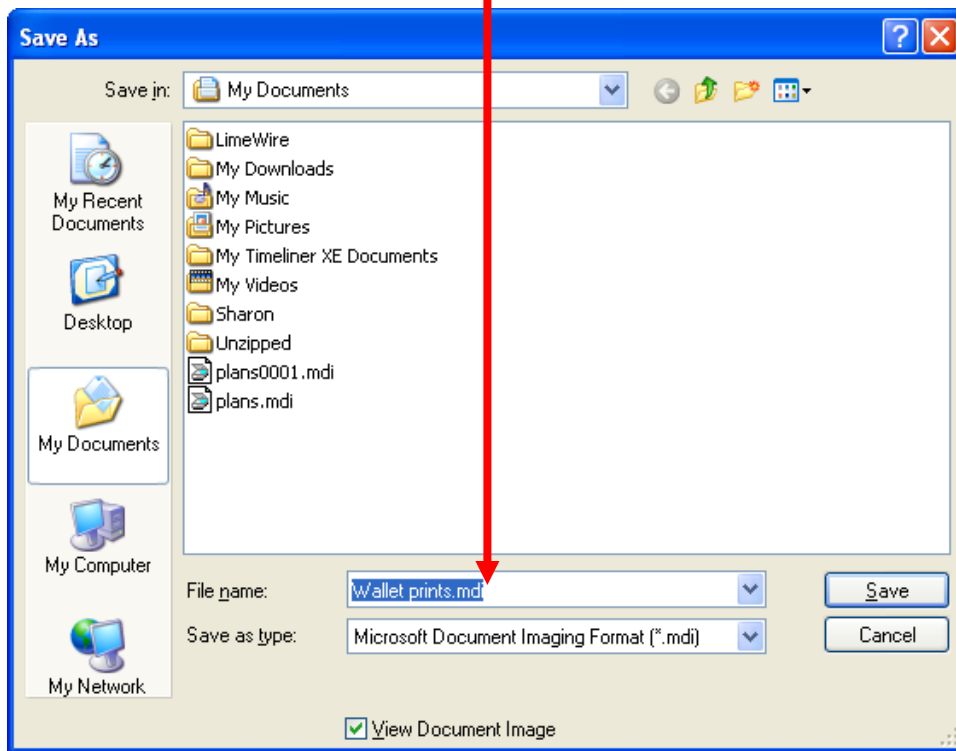 Save As
Save in:
My Documents
My Recent
Documents
Desktop
My Documents
My Computer
My Network
LimeWire
My Downloads
My Music
My Pictures
My Timeliner XE Documents
My Videos
Sharon
Unzipped
plans0001.mdi
plans.mdi
File name:
Wallet prints.mdi
Save
Save as type:
Microsoft Document Imaging Format (*.mdi)
Cancel
View Document Image